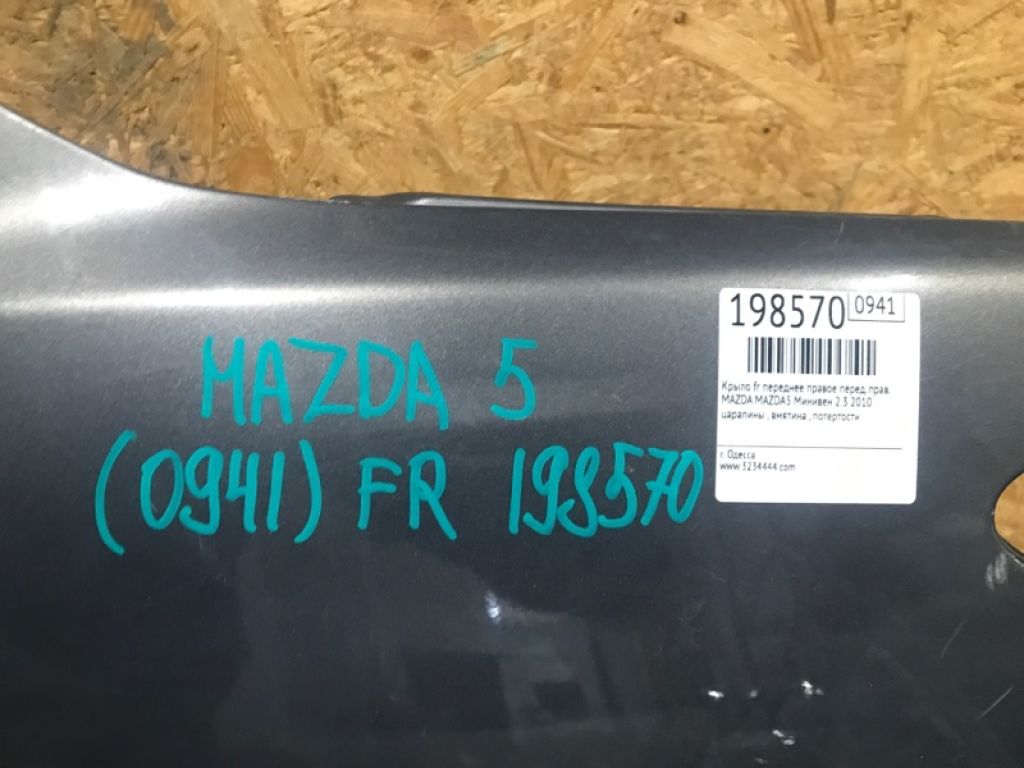 MAZDA 5
(0941) FR 198570
198570 0941
Крыло fr переднее правое перед. прав.
MAZDA MAZDA5 Минивен 2.3 2010
царапины , вмятина , потертости
г. Одесса
www.3234444.com